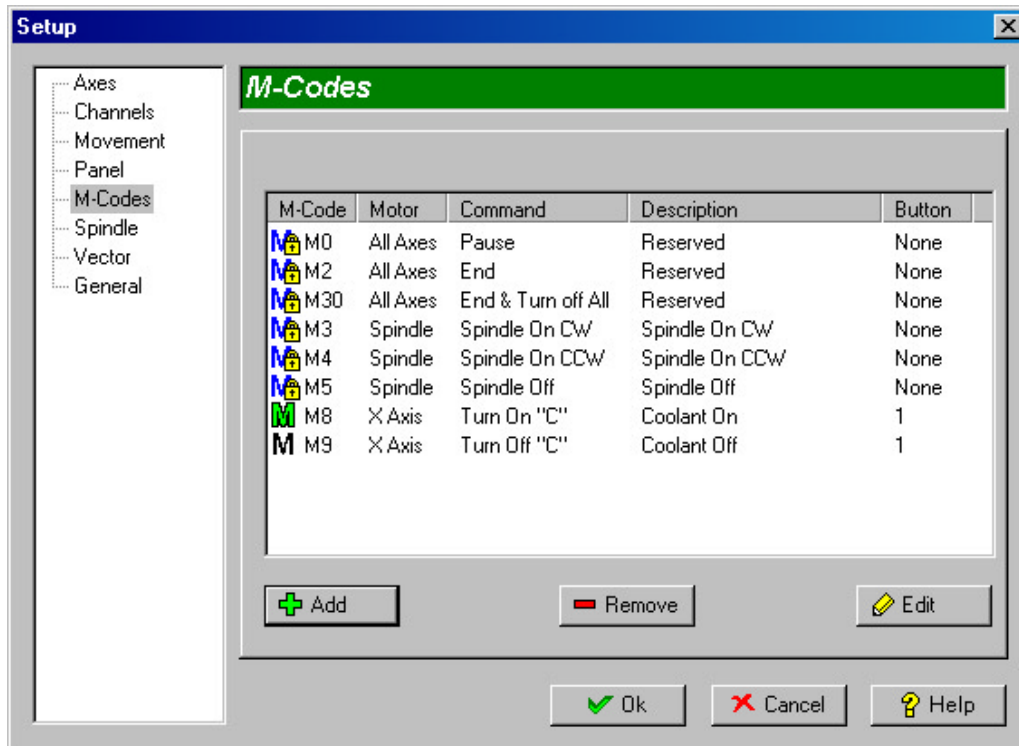 Setup
Axes
Channels
Movement
Panel
M-Codes
Spindle
Vector
General
M-Codes
M-Code Motor Command Description Button
M0 All Axes Pause Reserved None
M2 All Axes End Reserved None
M30 All Axes End & Turn off All Reserved None
M3 Spindle Spindle On CW Spindle On CW None
M4 Spindle Spindle On CCW Spindle On CCW None
M5 Spindle Spindle Off Spindle Off None
M8 X Axis Turn On "C" Coolant On 1
M9 X Axis Turn Off "C" Coolant Off 1
Add Remove Edit
Ok Cancel Help